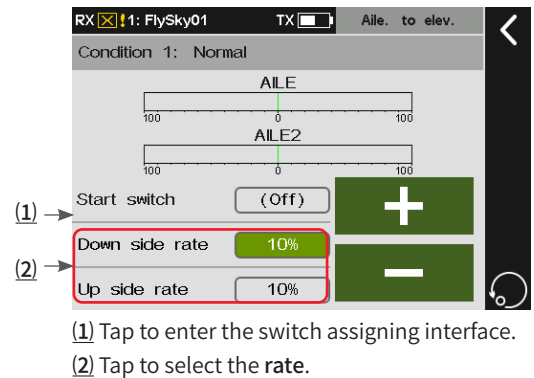 RX !1: FlySky01 TX Aile. to elev.
Condition 1: Normal
AILE
100 0 100
AILE2
100 0 100
(1) Start switch (Off) +
Down side rate 10%
(2)
Up side rate 10% −
(1) Tap to enter the switch assigning interface.
(2) Tap to select the rate.